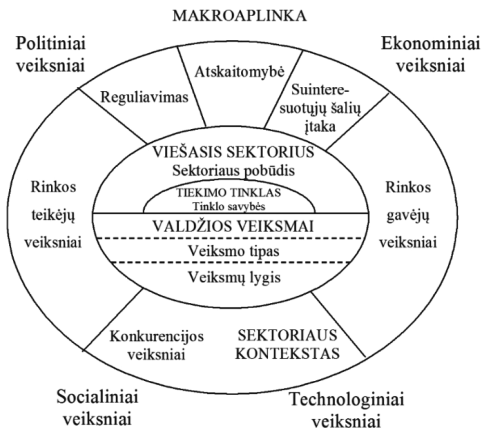 MAKROAPLINKA
Politiniai
veiksniai
Ekonominiai
veiksniai
Atskaitomybė
Reguliavimas
Suintere-
suotųjų šalių
įtaka
VIEŠASIS SEKTORIUS
Sektoriaus pobūdis
TIEKIMO TINKLAS
Tinklo savybės
Rinkos
teikėjų
veiksniai
Rinkos
gavėjų
veiksniai
VALDŽIOS VEIKSMAI
Veiksmo tipas
Veiksmų lygis
Konkurencijos
veiksniai
SEKTORIAUS
KONTEKSTAS
Socialiniai
veiksniai
Technologiniai
veiksniai